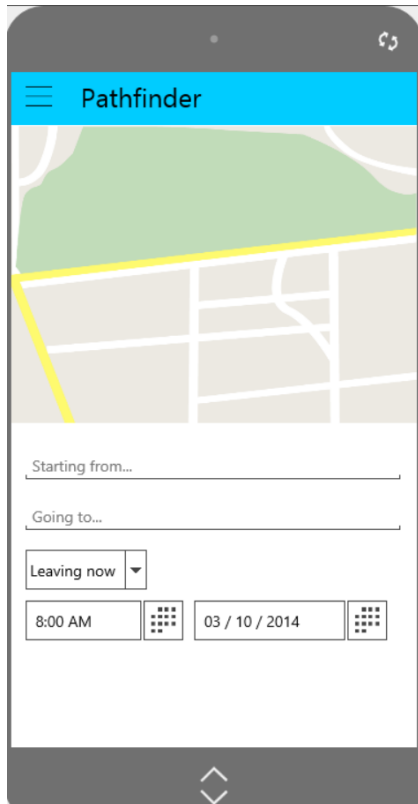 Pathfinder
Starting from...
Going to...
Leaving now
8:00 AM 03 / 10 / 2014